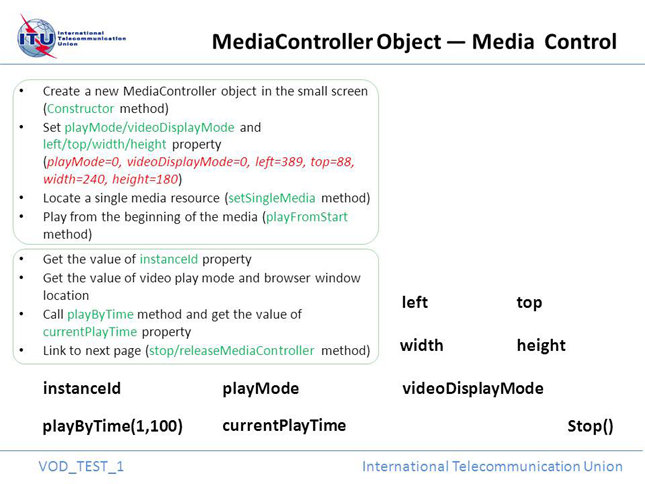 ITU
International
Telecommunication
Union
MediaController Object — Media Control
• Create a new MediaController object in the small screen
(Constructor method)
• Set playMode/videoDisplayMode and
left/top/width/height property
(playMode=0, videoDisplayMode=0, left=389, top=88,
width=240, height=180)
• Locate a single media resource (setSingleMedia method)
• Play from the beginning of the media (playFromStart
method)
• Get the value of instanceId property
• Get the value of video play mode and browser window
location
• Call playByTime method and get the value of
currentPlayTime property
• Link to next page (stop/releaseMediaController method)
left top
width height
instanceId playMode videoDisplayMode
playByTime(1,100) currentPlayTime Stop()
VOD_TEST_1 International Telecommunication Union